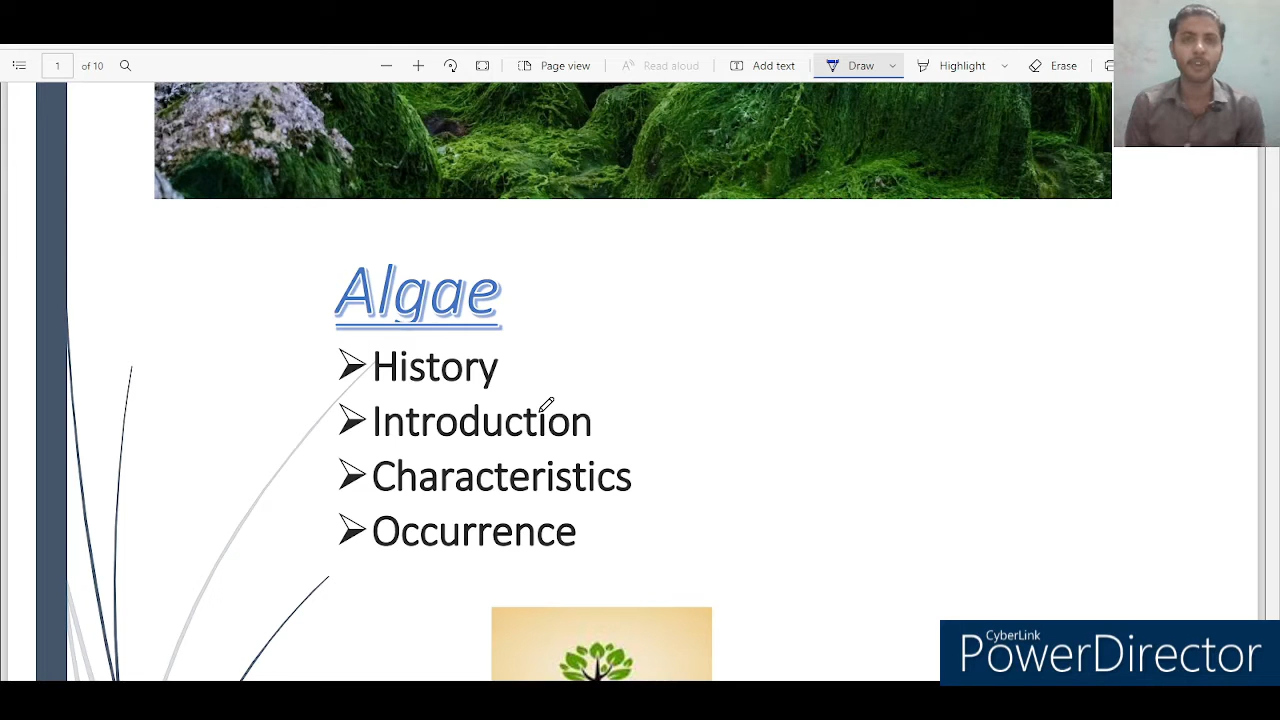 1 of 10 Page view Read aloud Add text Draw Highlight Erase
Algae
History
Introduction
Characteristics
Occurrence
CyberLink
PowerDirector